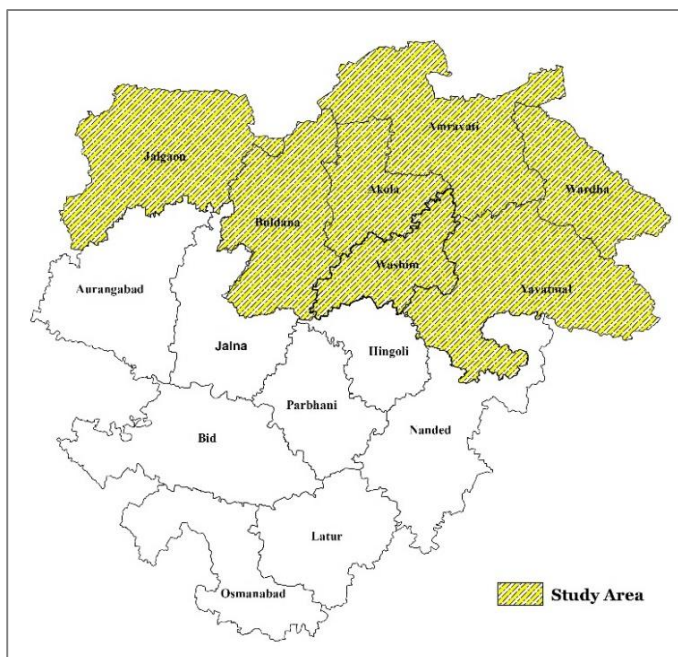 Amravati
Jalgaon
Wardha
Akola
Buldana
Washim
Aurangabad
Yavatmal
Jalna
Hingoli
Parbhani
Nanded
Bid
Latur
Osmanabad
Study Area